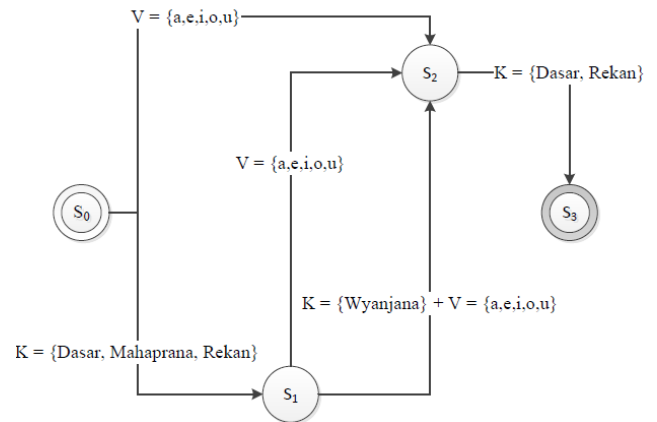 V = {a,e,i,o,u}
S2
K = {Dasar, Rekan}
V = {a,e,i,o,u}
S0
S3
K = {Wyanjana} + V = {a,e,i,o,u}
K = {Dasar, Mahaprana, Rekan}
S1